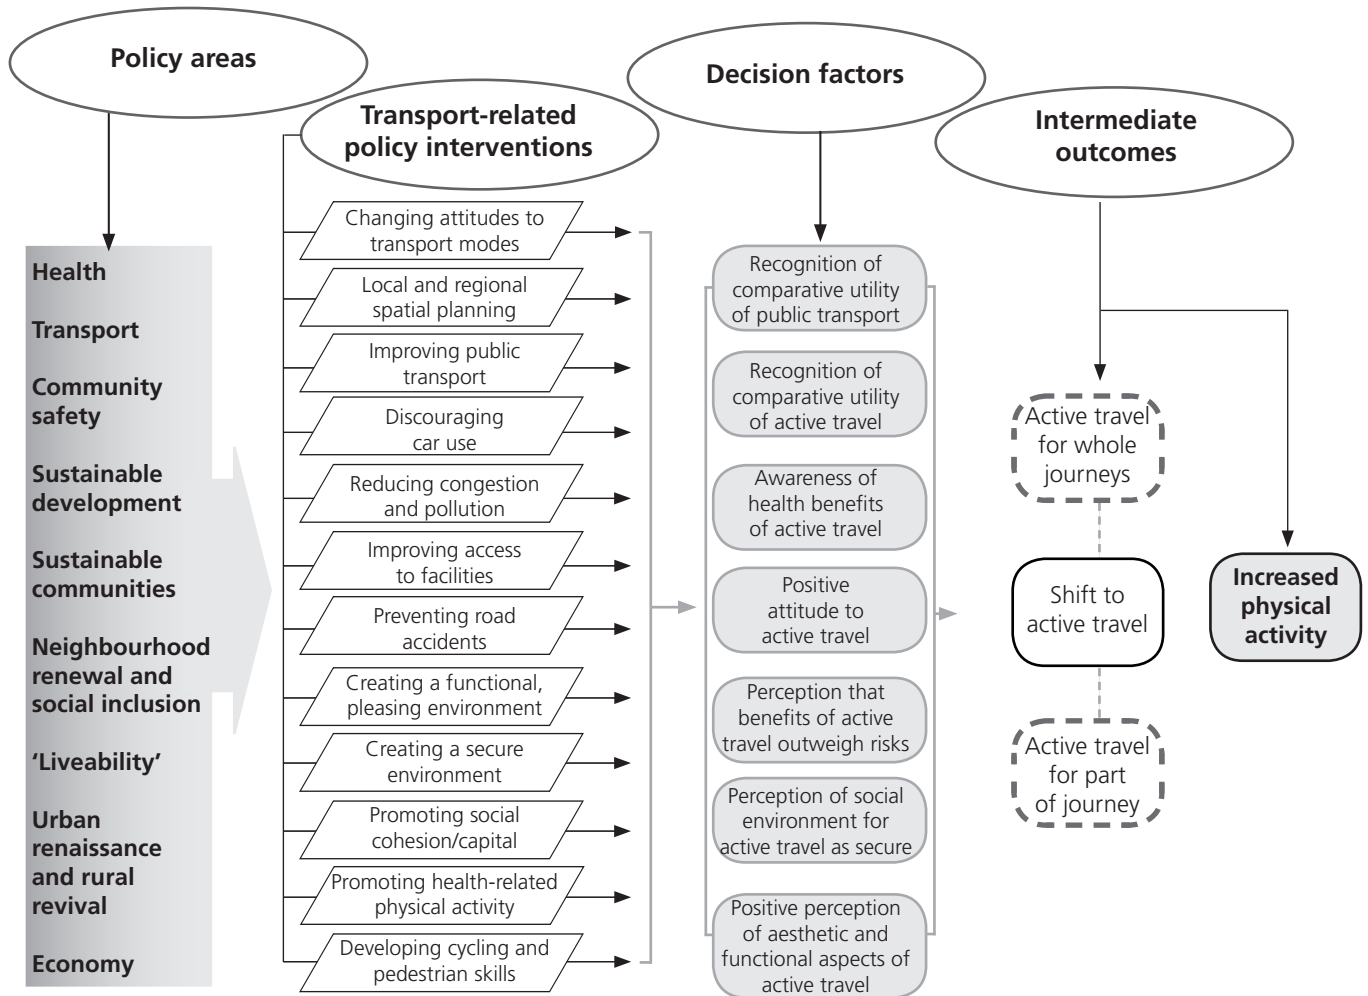 Policy areas
Health
Transport
Community
safety
Sustainable
development
Sustainable
communities
Neighbourhood
renewal and
social inclusion
‘Liveability’
Urban
renaissance
and rural
revival
Economy
Transport-related
policy interventions
Changing attitudes to
transport modes
Local and regional
spatial planning
Improving public
transport
Discouraging
car use
Reducing congestion
and pollution
Improving access
to facilities
Preventing road
accidents
Creating a functional,
pleasing environment
Creating a secure
environment
Promoting social
cohesion/capital
Promoting health-related
physical activity
Developing cycling and
pedestrian skills
Decision factors
Recognition of
comparative utility
of public transport
Recognition of
comparative utility
of active travel
Awareness of
health benefits
of active travel
Positive
attitude to
active travel
Perception that
benefits of active
travel outweigh risks
Perception of social
environment for
active travel as secure
Positive perception
of aesthetic and
functional aspects of
active travel
Intermediate
outcomes
Active travel
for whole
journeys
Shift to
active travel
Active travel
for part
of journey
Increased
physical
activity